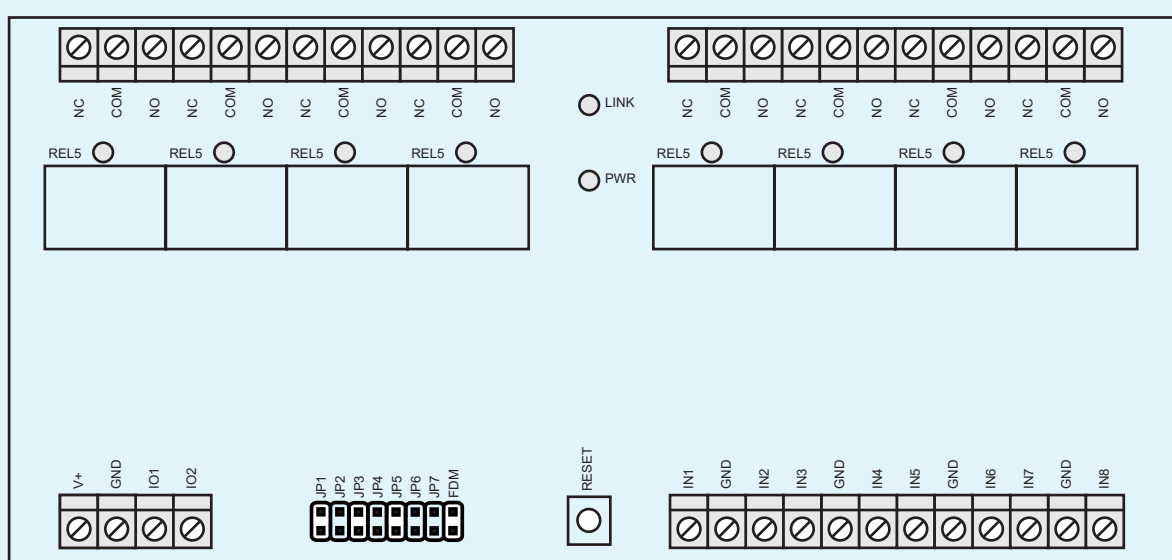 NC COM NO NC COM NO NC COM NO NC COM NO
NC COM NO NC COM NO NC COM NO NC COM NO
LINK
REL5 REL5 REL5 REL5
REL5 REL5 REL5 REL5
PWR
V+ GND IO1 IO2
JP1 JP2 JP3 JP4 JP5 JP6 JP7 FDM
RESET
IN1 GND IN2 IN3 GND IN4 IN5 GND IN6 IN7 GND IN8